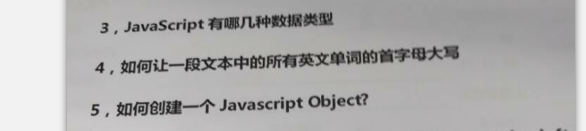 3，JavaScript 有哪几种数据类型
4，如何让一段文本中的所有英文单词的首字母大写
5，如何创建一个 Javascript Object?